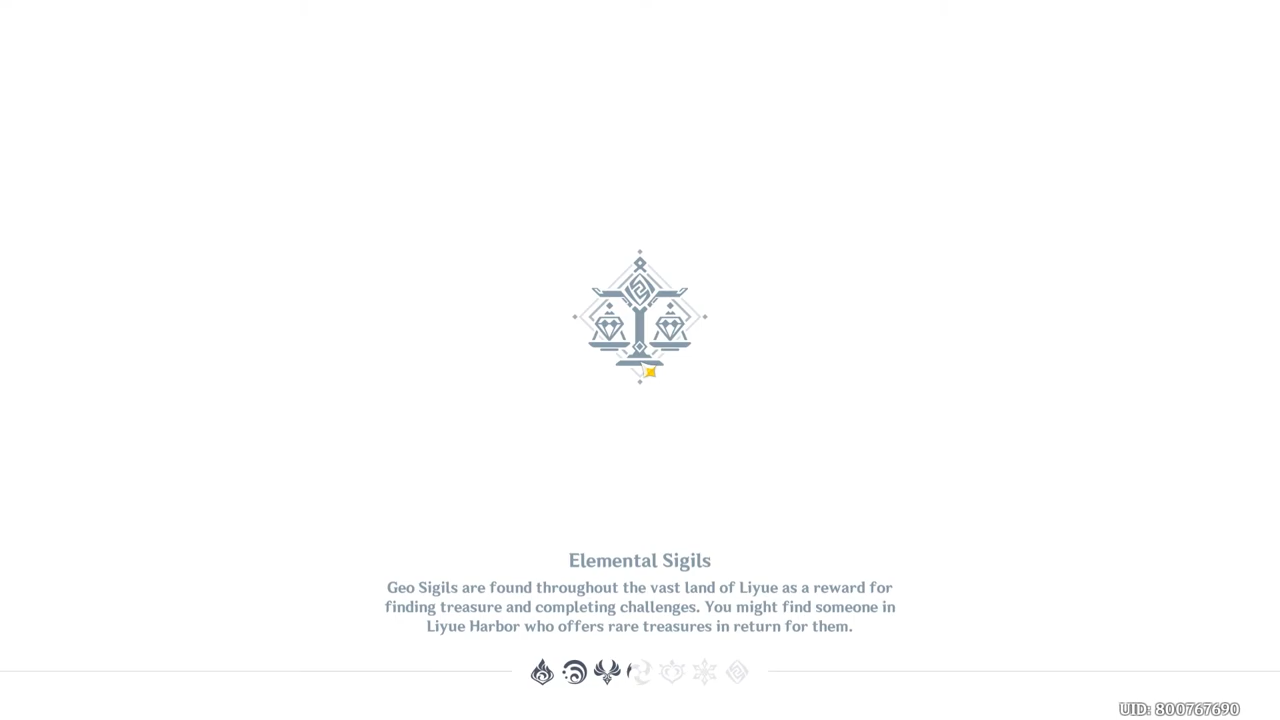 Elemental Sigils
Geo Sigils are found throughout the vast land of Liyue as a reward for
finding treasure and completing challenges. You might find someone in
Liyue Harbor who offers rare treasures in return for them.
UID: 800767690